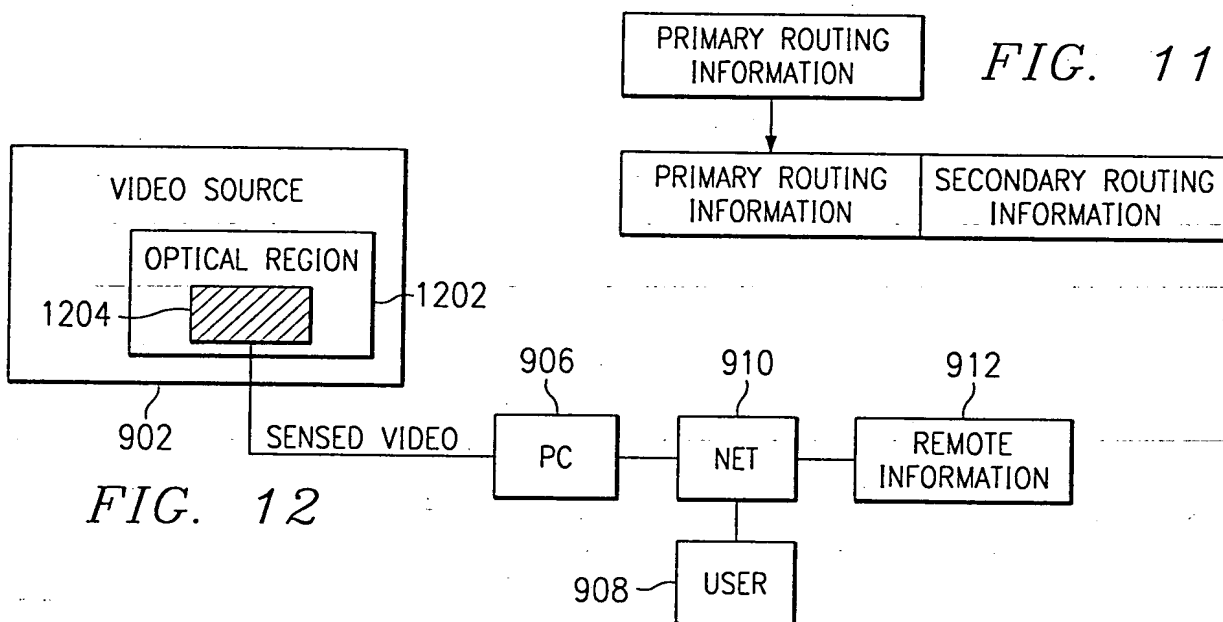 PRIMARY ROUTING
INFORMATION
FIG. 11
PRIMARY ROUTING
INFORMATION
SECONDARY ROUTING
INFORMATION
VIDEO SOURCE
OPTICAL REGION
1204
1202
902
SENSED VIDEO
906
PC
910
NET
912
REMOTE
INFORMATION
908
USER
FIG. 12